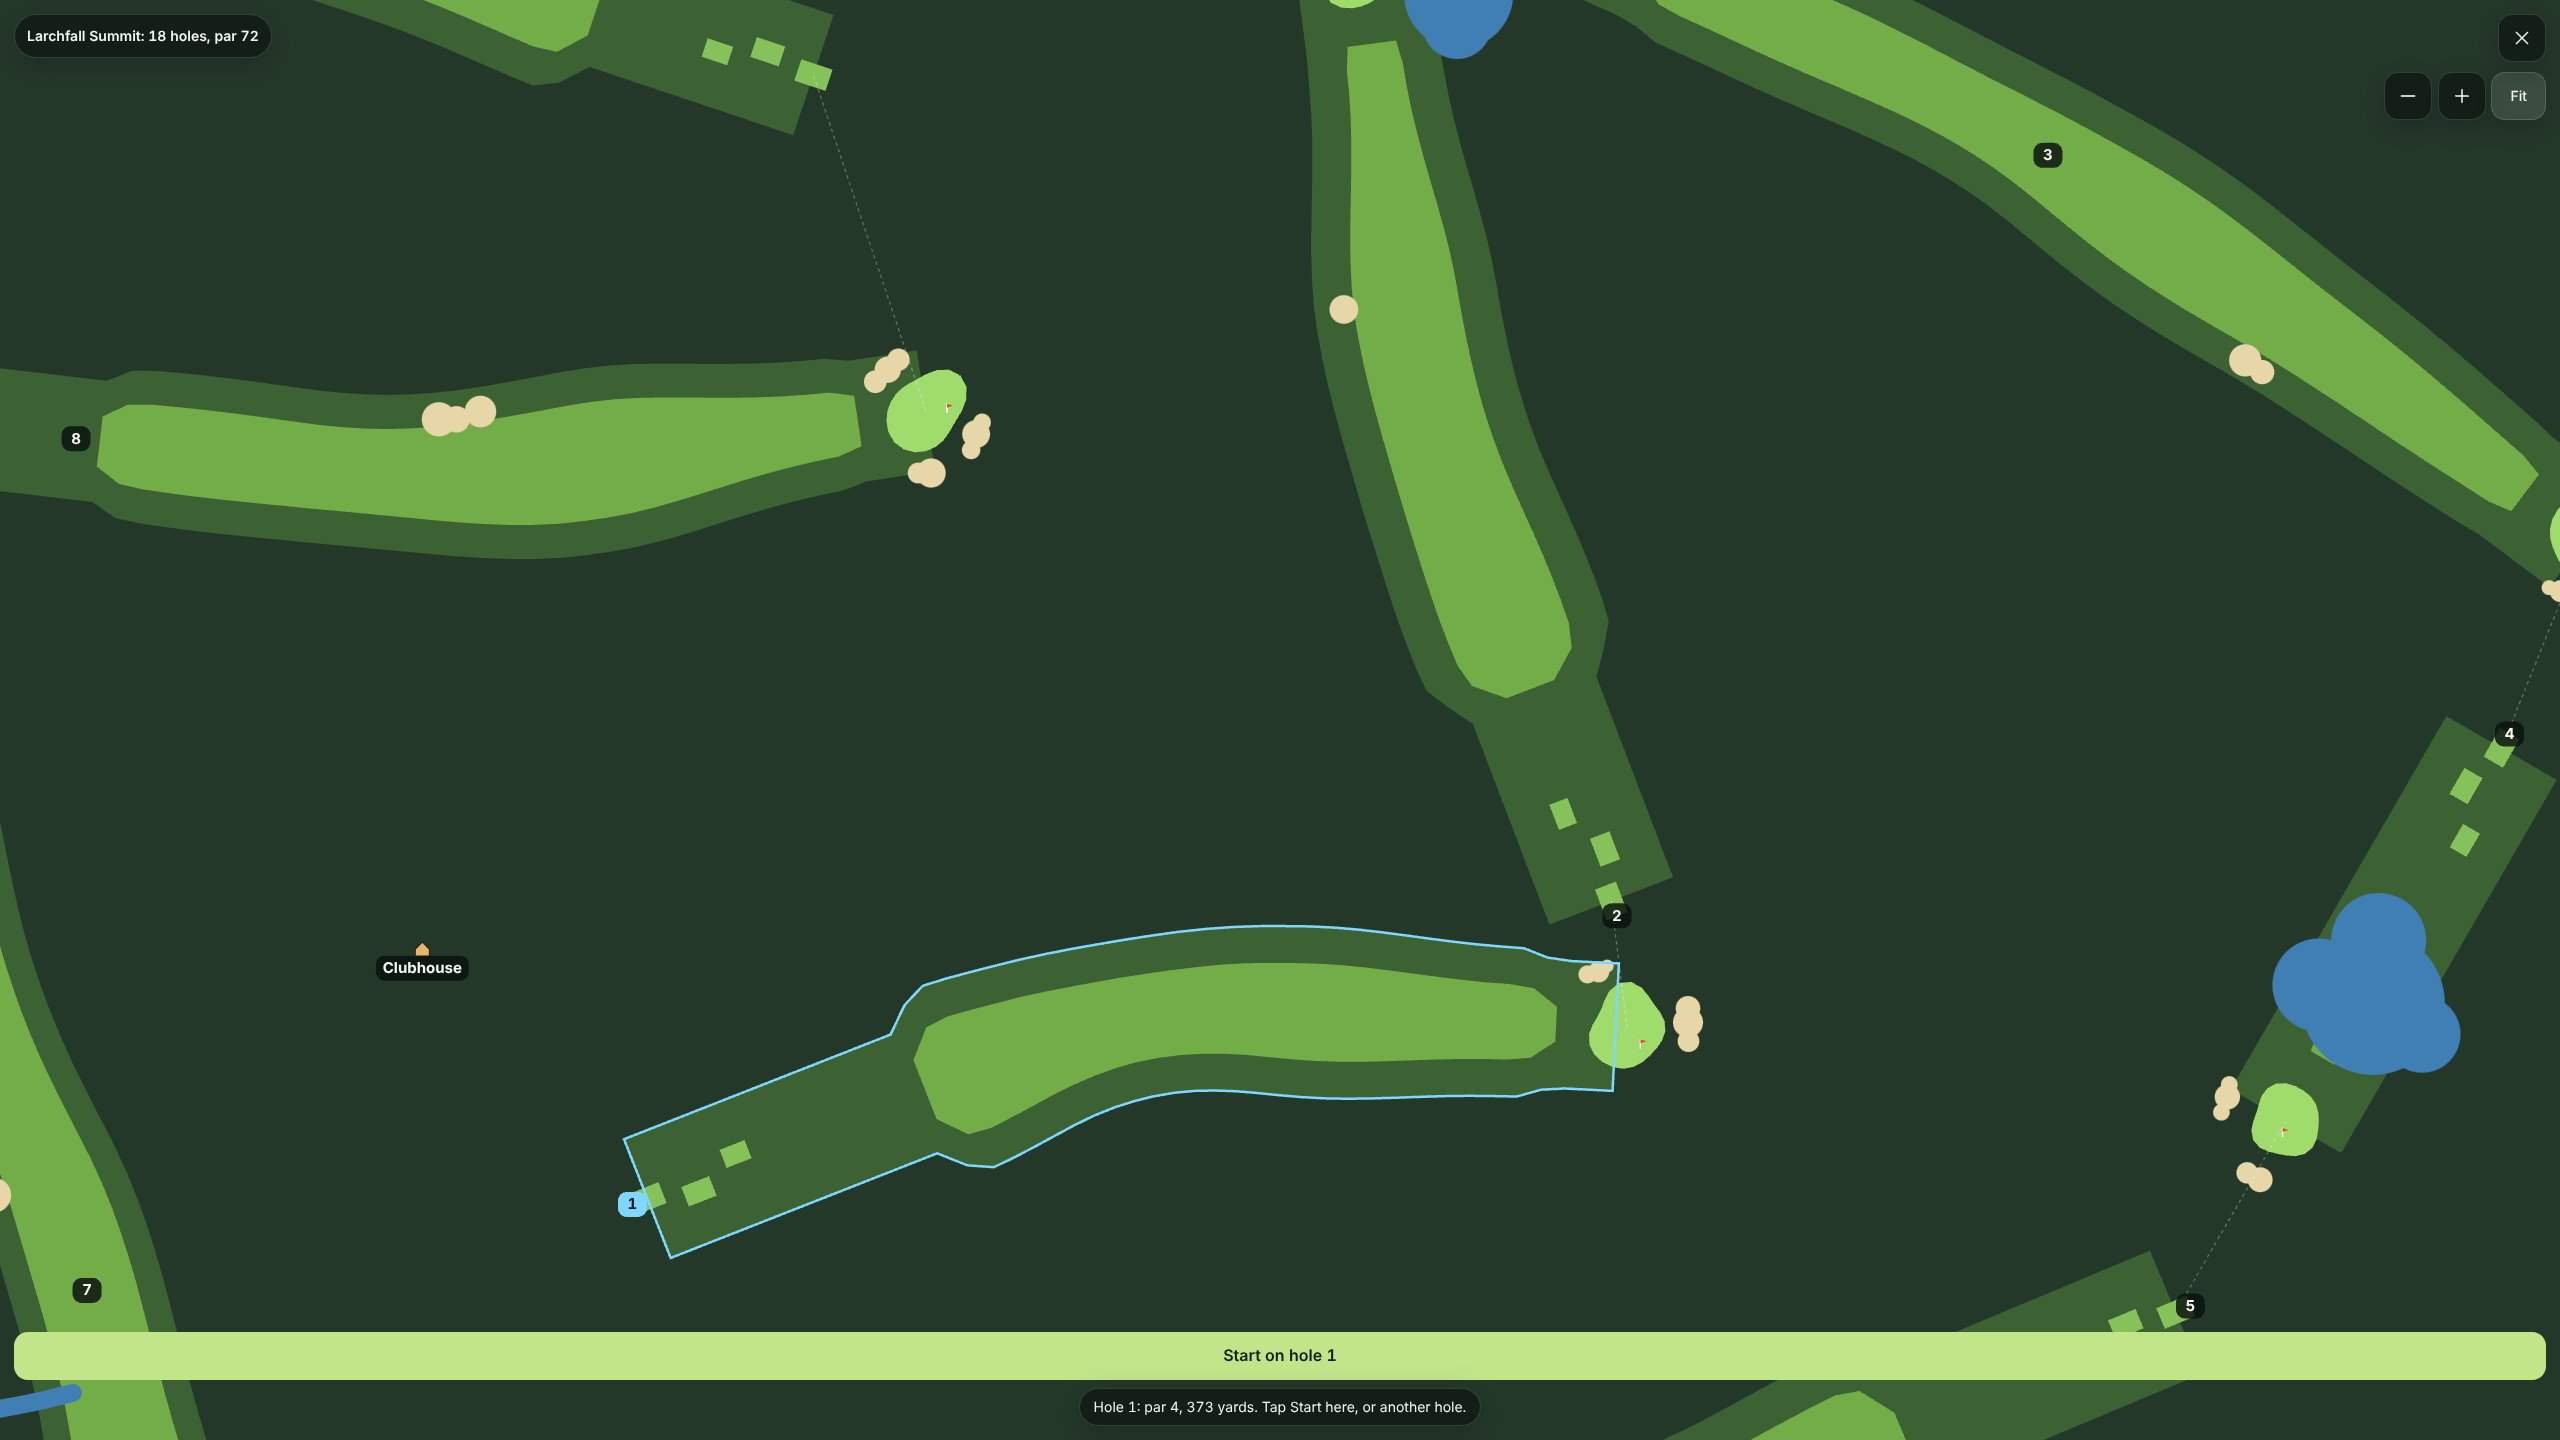 Larchfall Summit: 18 holes, par 72
Fit
3
8
4
2
Clubhouse
1
7
5
Start on hole 1
Hole 1: par 4, 373 yards. Tap Start here, or another hole.